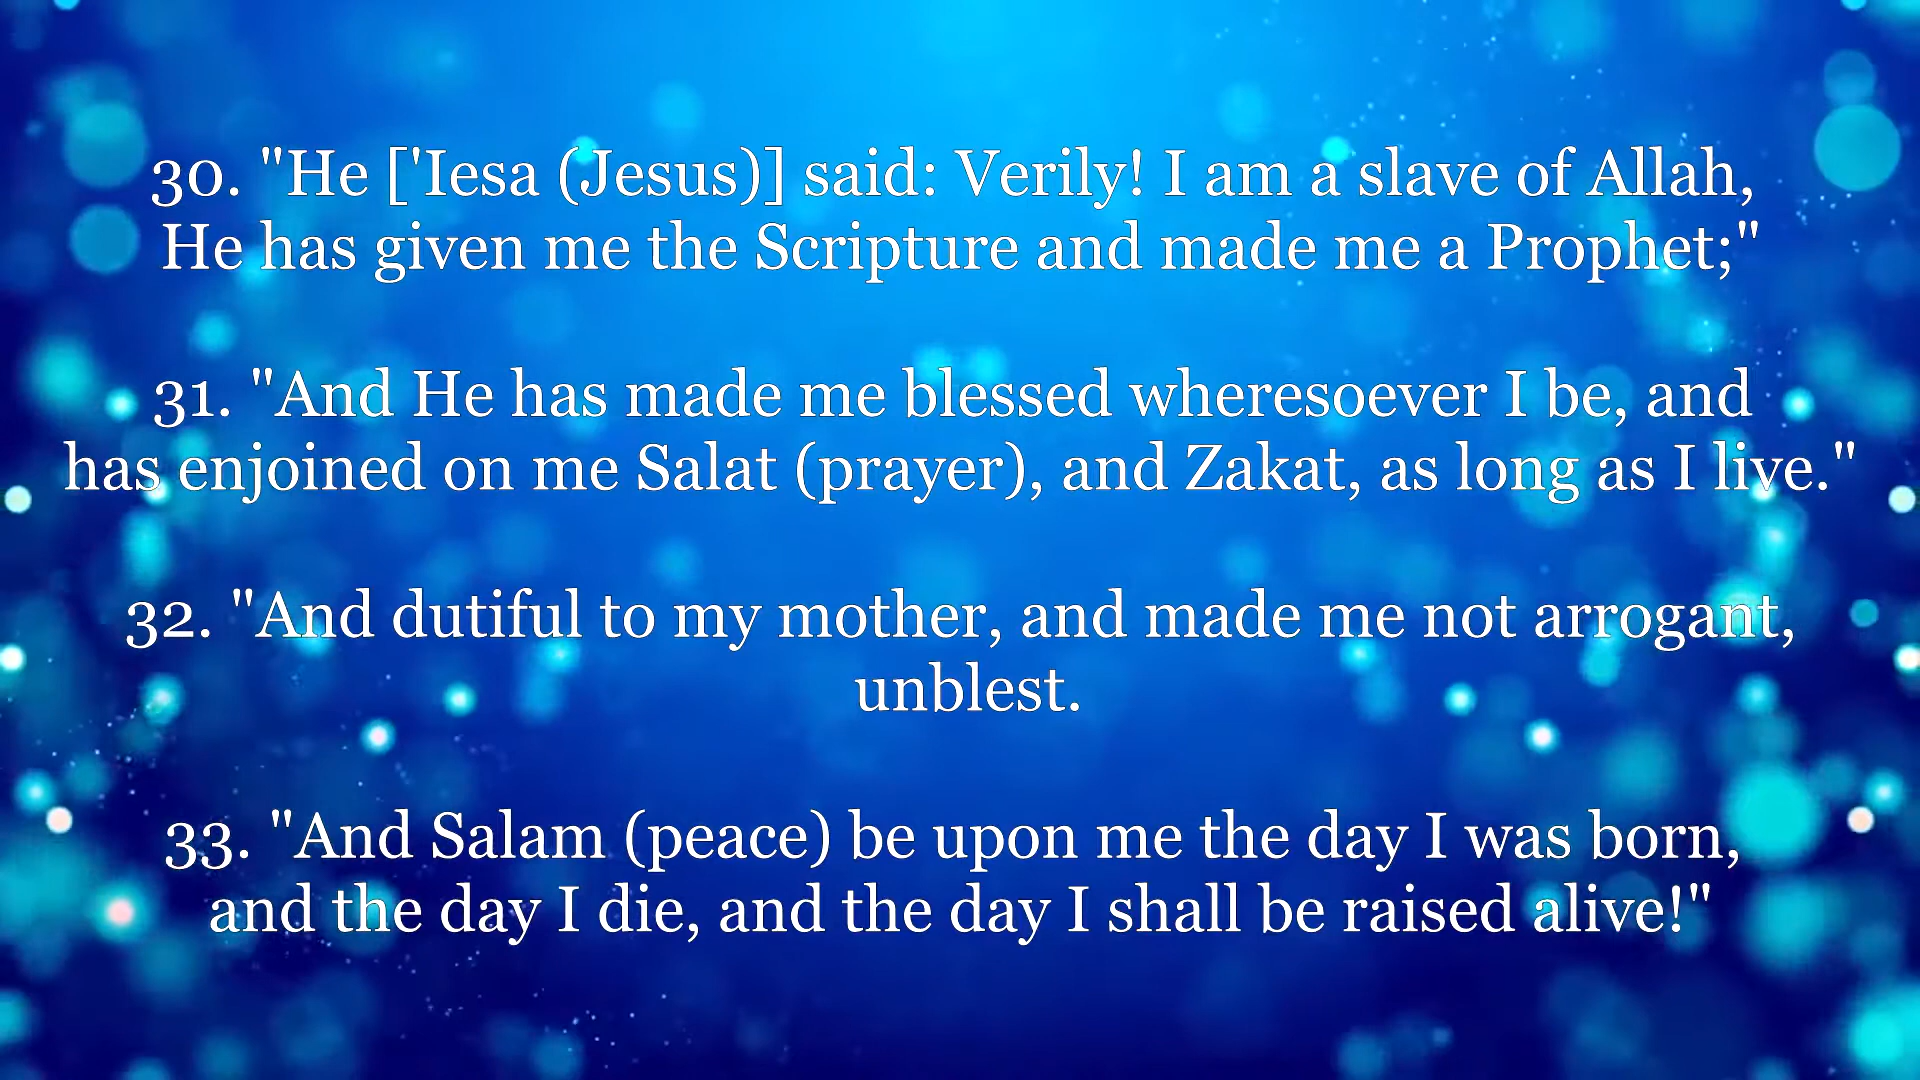 30. "He ['Iesa (Jesus)] said: Verily! I am a slave of Allah,
He has given me the Scripture and made me a Prophet;"
31. "And He has made me blessed wheresoever I be, and
has enjoined on me Salat (prayer), and Zakat, as long as I live."
32. "And dutiful to my mother, and made me not arrogant,
unblest.
33. "And Salam (peace) be upon me the day I was born,
and the day I die, and the day I shall be raised alive!"